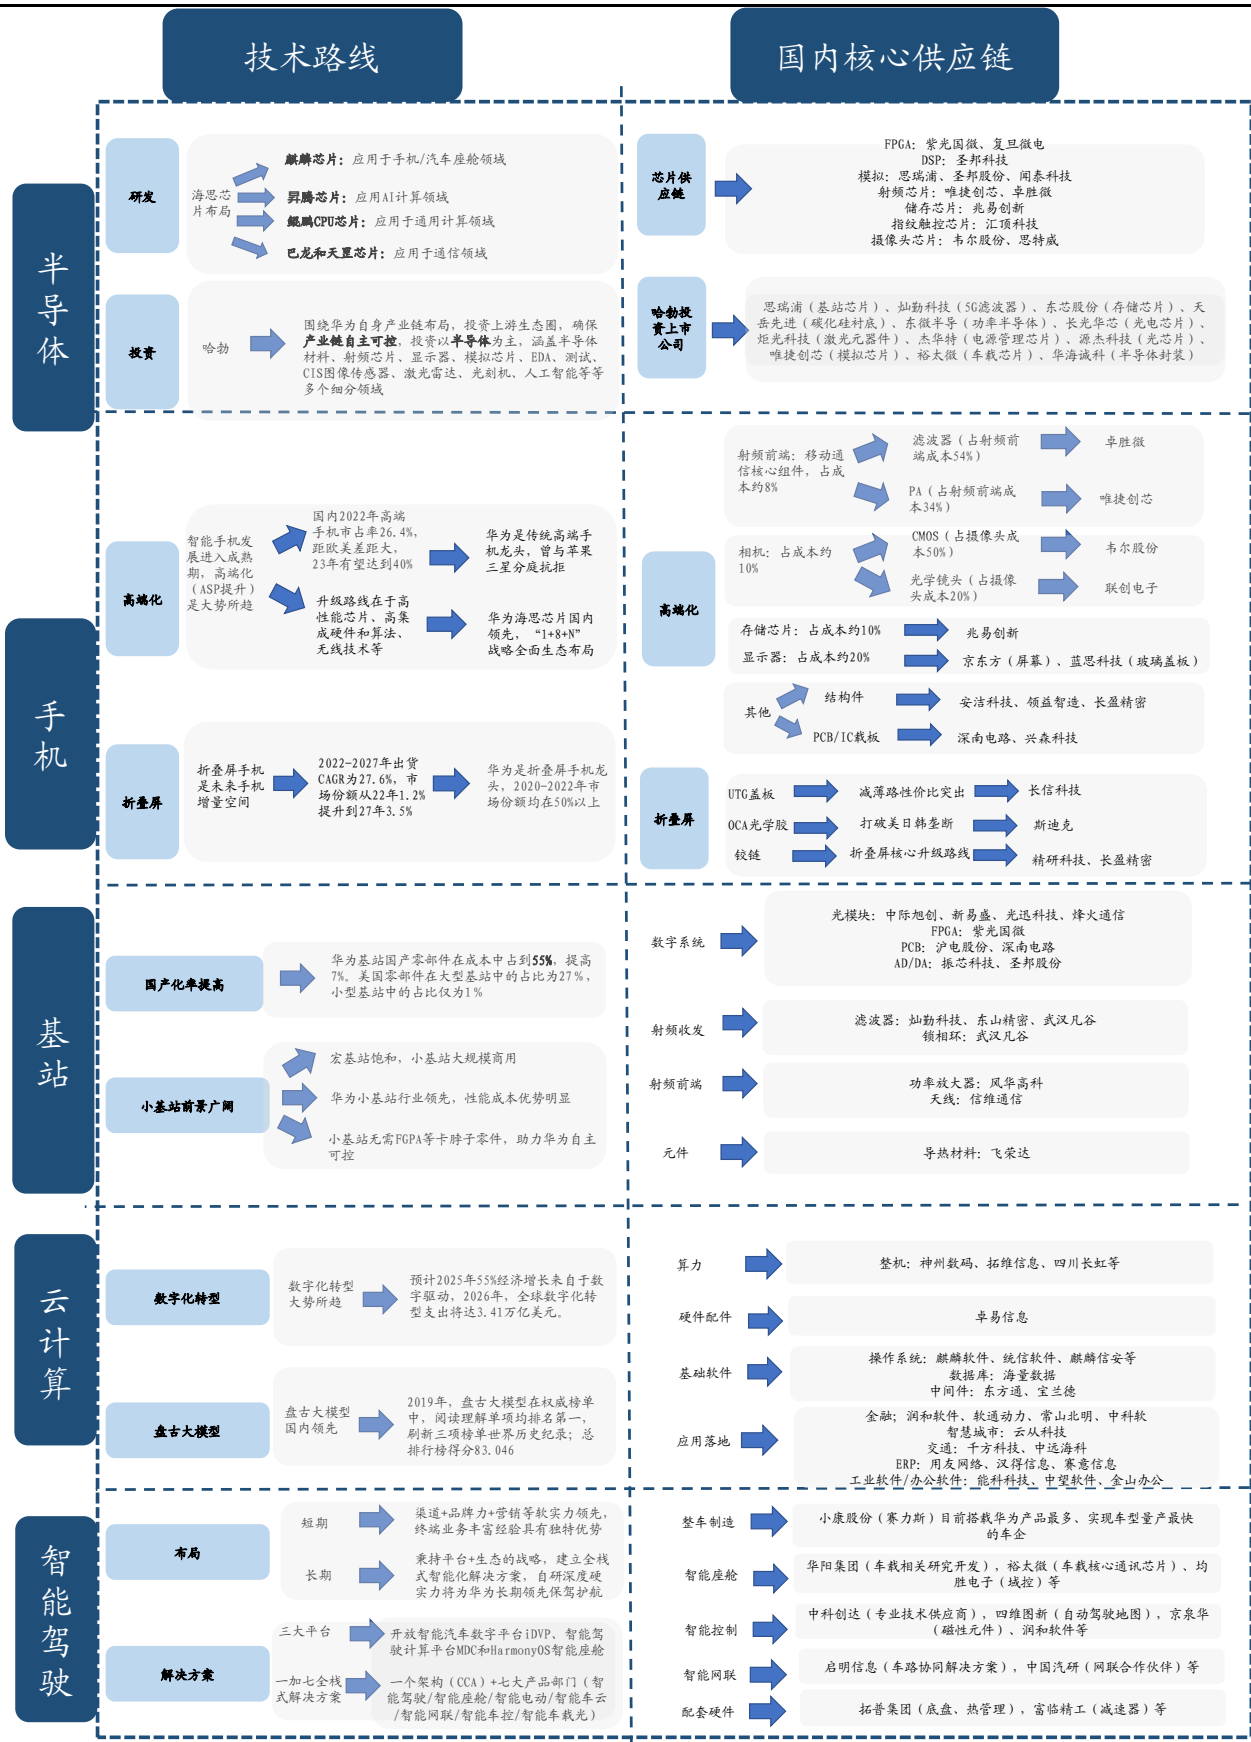 技术路线
国内核心供应链
半导体
研发
海思芯
片布局
麒麟芯片：应用于手机/汽车座舱领域
昇腾芯片：应用AI计算领域
鲲鹏CPU芯片：应用于通用计算领域
巴龙和天罡芯片：应用于通信领域
芯片供
应链
FPGA：紫光国微、复旦微电
DSP：圣邦科技
模拟：思瑞浦、圣邦股份、闻泰科技
射频芯片：唯捷创芯、卓胜微
储存芯片：兆易创新
指纹触控芯片：汇顶科技
摄像头芯片：韦尔股份、思特威
投资
哈勃
围绕华为自身产业链布局，投资上游生态圈，确保
产业链自主可控，投资以半导体为主，涵盖半导体
材料、射频芯片、显示器、模拟芯片、EDA、测试、
CIS图像传感器、激光雷达、光刻机、人工智能等等
多个细分领域
哈勃投
资上市
公司
思瑞浦（基站芯片）、灿勤科技（5G滤波器）、东芯股份（存储芯片）、天
岳先进（碳化硅衬底）、东微半导（功率半导体）、长光华芯（光电芯片）、
炬光科技（激光元器件）、杰华特（电源管理芯片）、源杰科技（光芯片）、
唯捷创芯（模拟芯片）、裕太微（车载芯片）、华海诚科（半导体封装）
手机
高端化
智能手机发
展进入成熟
期，高端化
（ASP提升）
是大势所趋
国内2022年高端
手机市占率26.4%，
距欧美差距大，
23年有望达到40%
华为是传统高端手
机龙头，曾与苹果
三星分庭抗拒
升级路线在于高
性能芯片、高集
成硬件和算法、
无线技术等
华为海思芯片国内
领先，“1+8+N”
战略全面生态布局
折叠屏
折叠屏手机
是未来手机
增量空间
2022-2027年出货
CAGR为27.6%，市
场份额从22年1.2%
提升到27年3.5%
华为是折叠屏手机龙
头，2020-2022年市
场份额均在50%以上
高端化
射频前端：移动通
信核心组件，占成
本约8%
滤波器（占射频前
端成本54%）
卓胜微
PA（占射频前端成
本34%）
唯捷创芯
相机：占成本约
10%
CMOS（占摄像头成
本50%）
韦尔股份
光学镜头（占摄像
头成本20%）
联创电子
存储芯片：占成本约10%
兆易创新
显示器：占成本约20%
京东方（屏幕）、蓝思科技（玻璃盖板）
其他
结构件
安洁科技、领益智造、长盈精密
PCB/IC载板
深南电路、兴森科技
折叠屏
UTG盖板
减薄路性价比突出
长信科技
OCA光学胶
打破美日韩垄断
斯迪克
铰链
折叠屏核心升级路线
精研科技、长盈精密
基站
国产化率提高
华为基站国产零部件在成本中占到55%，提高
7%。美国零部件在大型基站中的占比为27%，
小型基站中的占比仅为1%
小基站前景广阔
宏基站饱和，小基站大规模商用
华为小基站行业领先，性能成本优势明显
小基站无需FGPA等卡脖子零件，助力华为自主
可控
数字系统
光模块：中际旭创、新易盛、光迅科技、烽火通信
FPGA：紫光国微
PCB：沪电股份、深南电路
AD/DA：振芯科技、圣邦股份
射频收发
滤波器：灿勤科技、东山精密、武汉凡谷
锁相环：武汉凡谷
射频前端
功率放大器：风华高科
天线：信维通信
元件
导热材料：飞荣达
云计算
数字化转型
数字化转型
大势所趋
预计2025年55%经济增长来自于数
字驱动，2026年，全球数字化转
型支出将达3.41万亿美元。
盘古大模型
盘古大模型
国内领先
2019年，盘古大模型在权威榜单
中，阅读理解单项均排名第一，
刷新三项榜单世界历史纪录；总
排行榜得分83.046
算力
整机：神州数码、拓维信息、四川长虹等
硬件配件
卓易信息
基础软件
操作系统：麒麟软件、统信软件、麒麟信安等
数据库：海量数据
中间件：东方通、宝兰德
应用落地
金融；润和软件、软通动力、常山北明、中科软
智慧城市：云从科技
交通：千方科技、中远海科
ERP：用友网络、汉得信息、赛意信息
工业软件/办公软件：能科科技、中望软件、金山办公
智能驾驶
布局
短期
渠道+品牌力+营销等软实力领先，
终端业务丰富经验具有独特优势
长期
秉持平台+生态的战略，建立全栈
式智能化解决方案，自研深度硬
实力将为华为长期领先保驾护航
解决方案
三大平台
开放智能汽车数字平台iDVP、智能驾
驶计算平台MDC和HarmonyOS智能座舱
一加七全栈
式解决方案
一个架构（CCA）+七大产品部门（智
能驾驶/智能座舱/智能电动/智能车云
/智能网联/智能车控/智能车载光）
整车制造
小康股份（赛力斯）目前搭载华为产品最多、实现车型量产最快
的车企
智能座舱
华阳集团（车载相关研究开发），裕太微（车载核心通讯芯片）、均
胜电子（域控）等
智能控制
中科创达（专业技术供应商），四维图新（自动驾驶地图），京泉华
（磁性元件）、润和软件等
智能网联
启明信息（车路协同解决方案），中国汽研（网联合作伙伴）等
配套硬件
拓普集团（底盘、热管理），富临精工（减速器）等